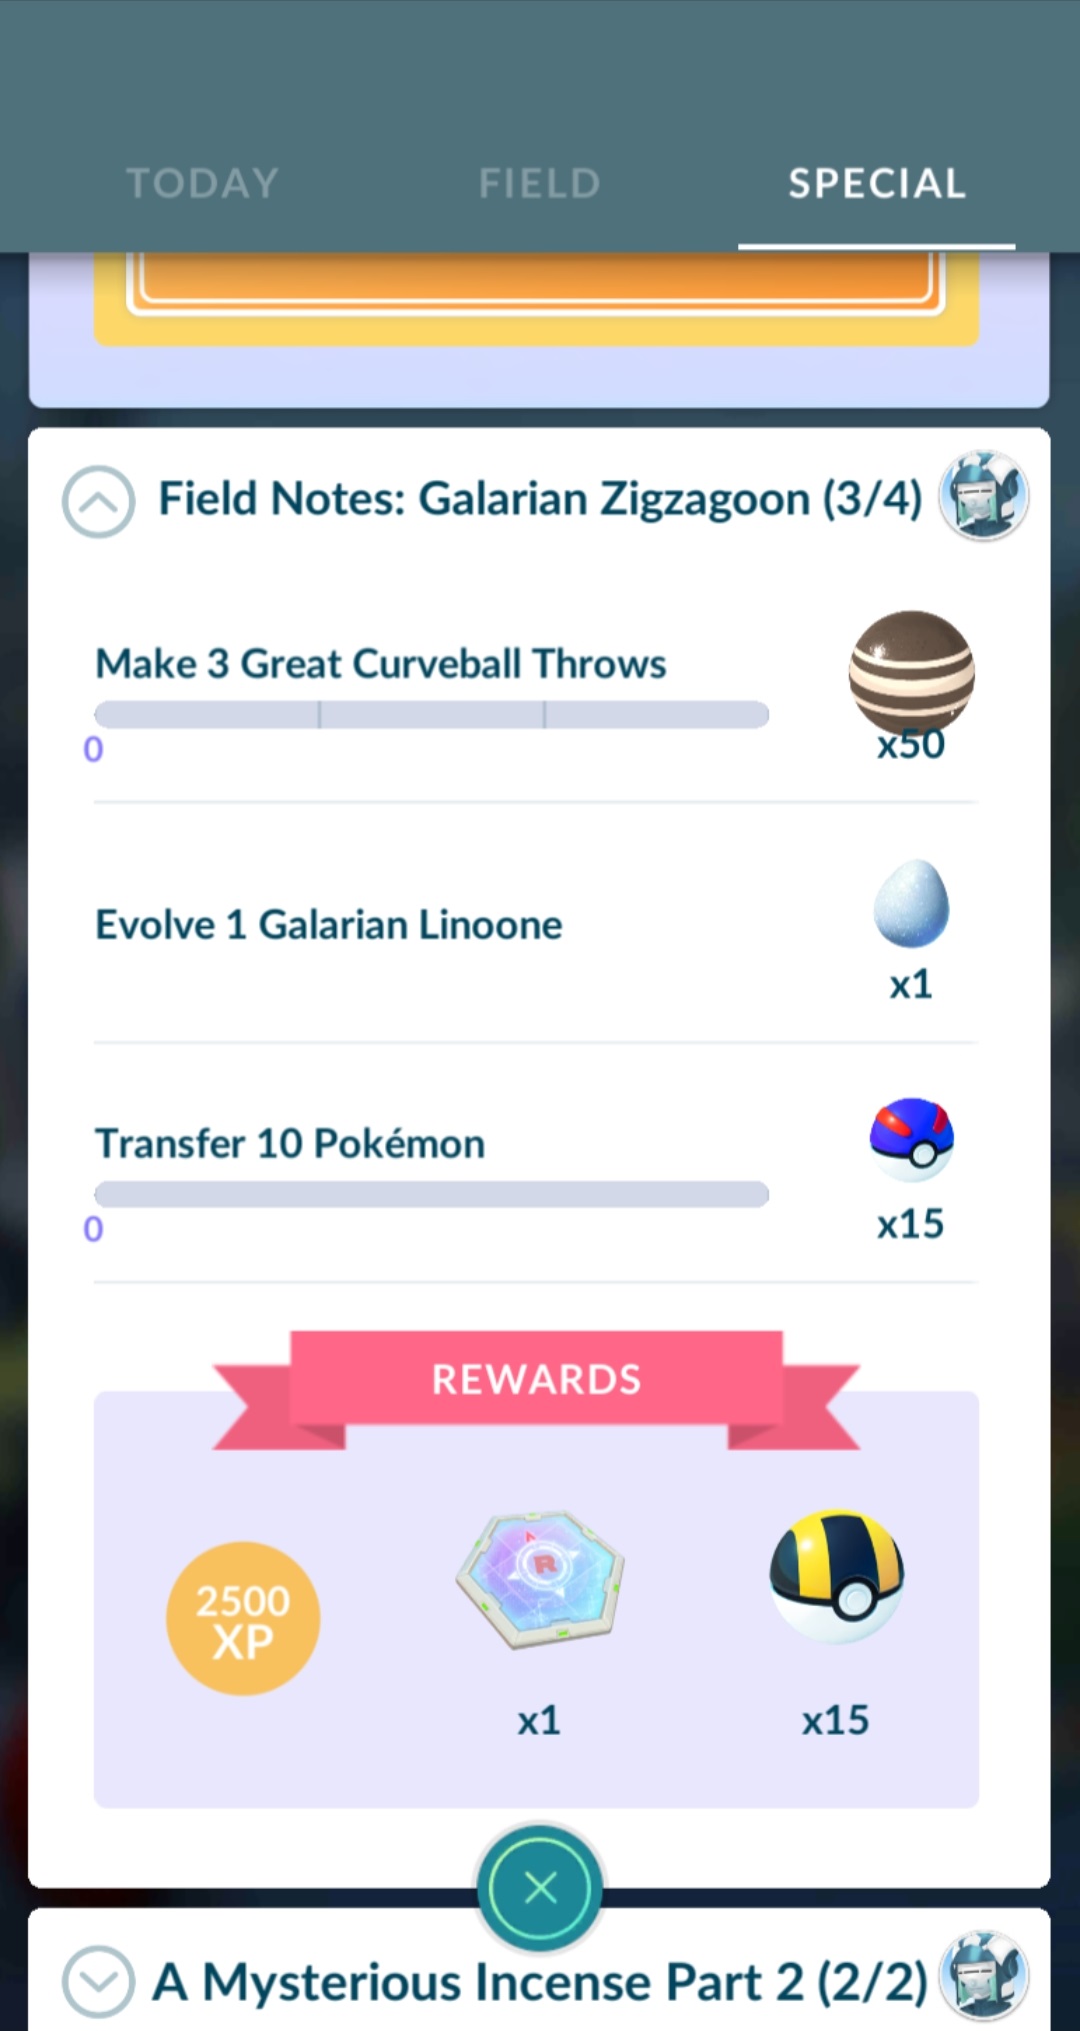 TODAY
FIELD
SPECIAL
Field Notes: Galarian Zigzagoon (3/4)
Make 3 Great Curveball Throws
0
x50
Evolve 1 Galarian Linoone
x1
Transfer 10 Pokémon
0
x15
REWARDS
2500
XP
R
x1
x15
A Mysterious Incense Part 2 (2/2)